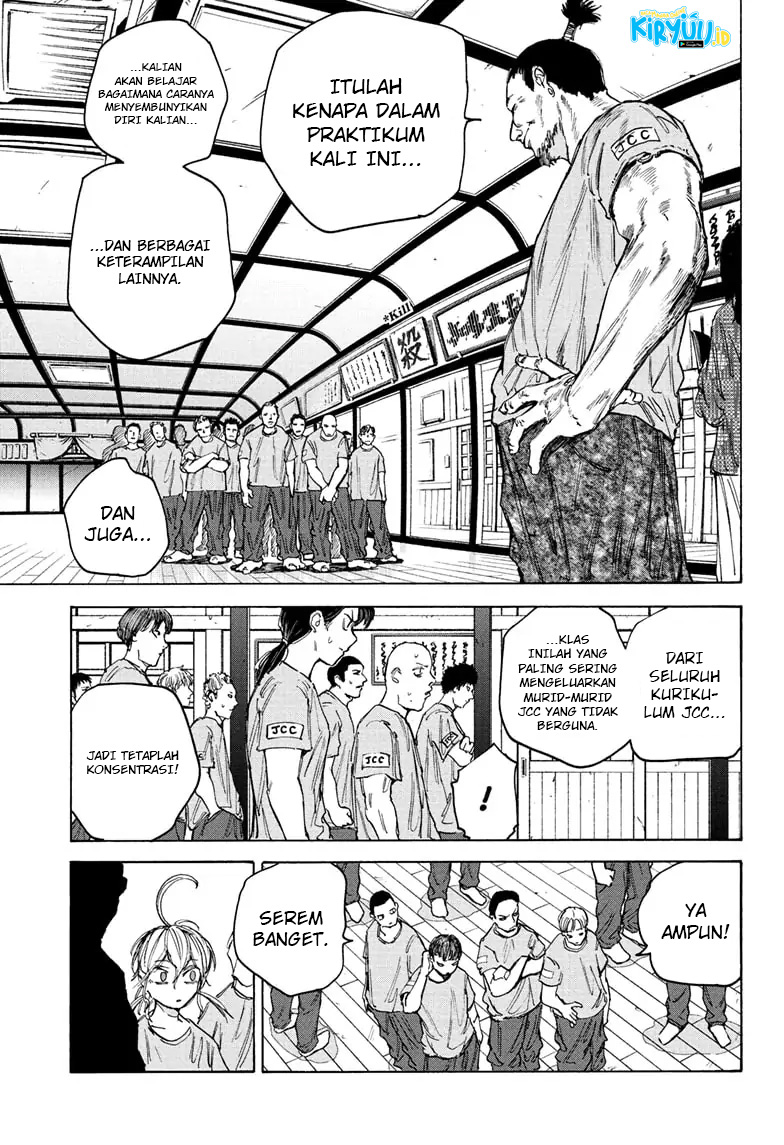 KIRYUU.ID
ITULAH
KENAPA DALAM
PRAKTIKUM
KALI INI...
...KALIAN
AKAN BELAJAR
BAGAIMANA CARANYA
MENYEMBUNYIKAN
DIRI KALIAN...
...DAN BERBAGAI
KETERAMPILAN
LAINNYA.
JCC
*Kill
殺
DAN
JUGA...
DARI
SELURUH
KURIKU-
LUM JCC...
...KLAS
INILAH YANG
PALING SERING
MENGELUARKAN
MURID-MURID
JCC YANG TIDAK
BERGUNA.
!
JCC
JCC
JADI TETAPLAH
KONSENTRASI!
YA
AMPUN!
SEREM
BANGET.